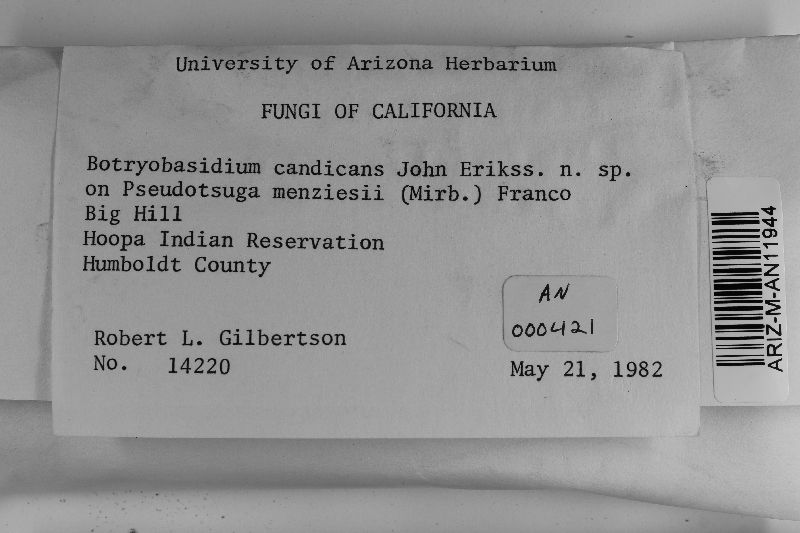 University of Arizona Herbarium
FUNGI OF CALIFORNIA
Botryobasidium candicans John Erikss. n. sp.
on Pseudotsuga menziesii (Mirb.) Franco
Big Hill
Hoopa Indian Reservation
Humboldt County
AN
000421
Robert L. Gilbertson
No. 14220
May 21, 1982
ARIZ-M-AN11944